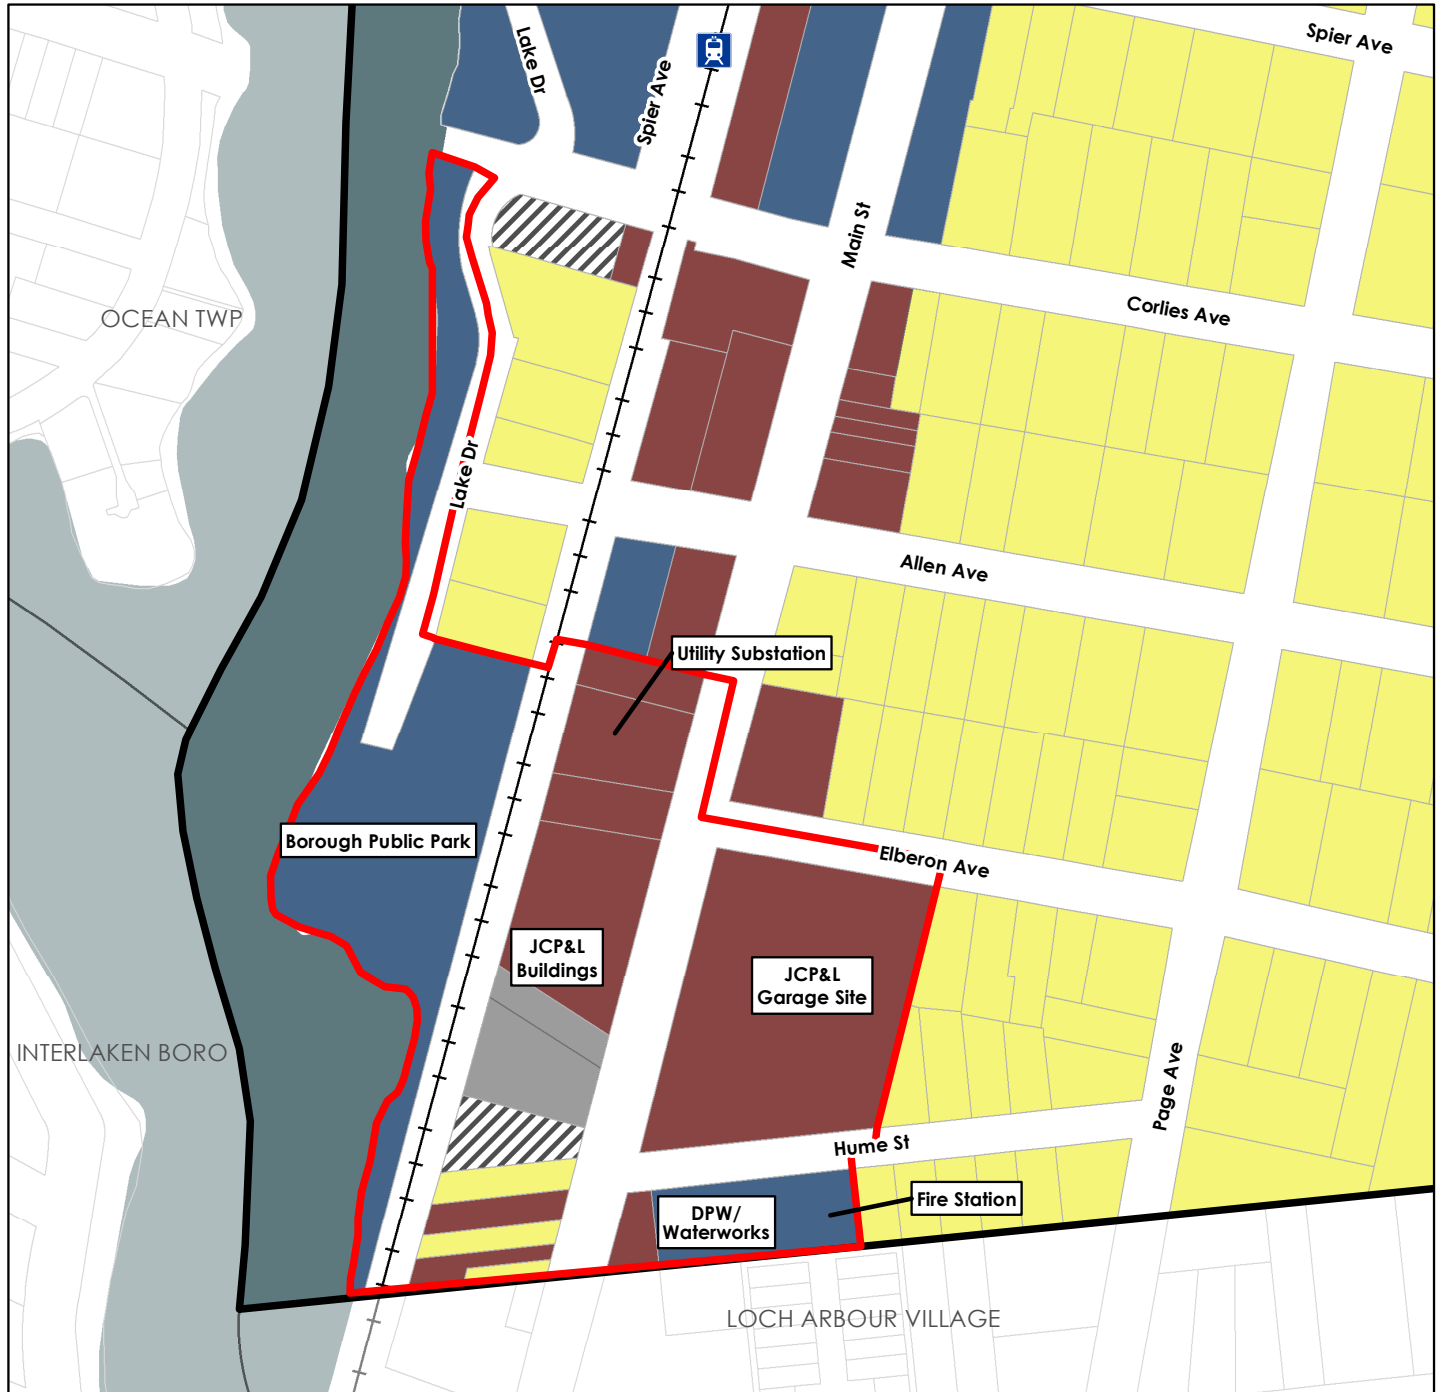 Spier Ave
Lake Dr
Spier Ave
Main St
OCEAN TWP
Corlies Ave
Lake Dr
Allen Ave
Utility Substation
Borough Public Park
Elberon Ave
JCP&L
Buildings
JCP&L
Garage Site
INTERLAKEN BORO
Page Ave
Hume St
Fire Station
DPW/
Waterworks
LOCH ARBOUR VILLAGE